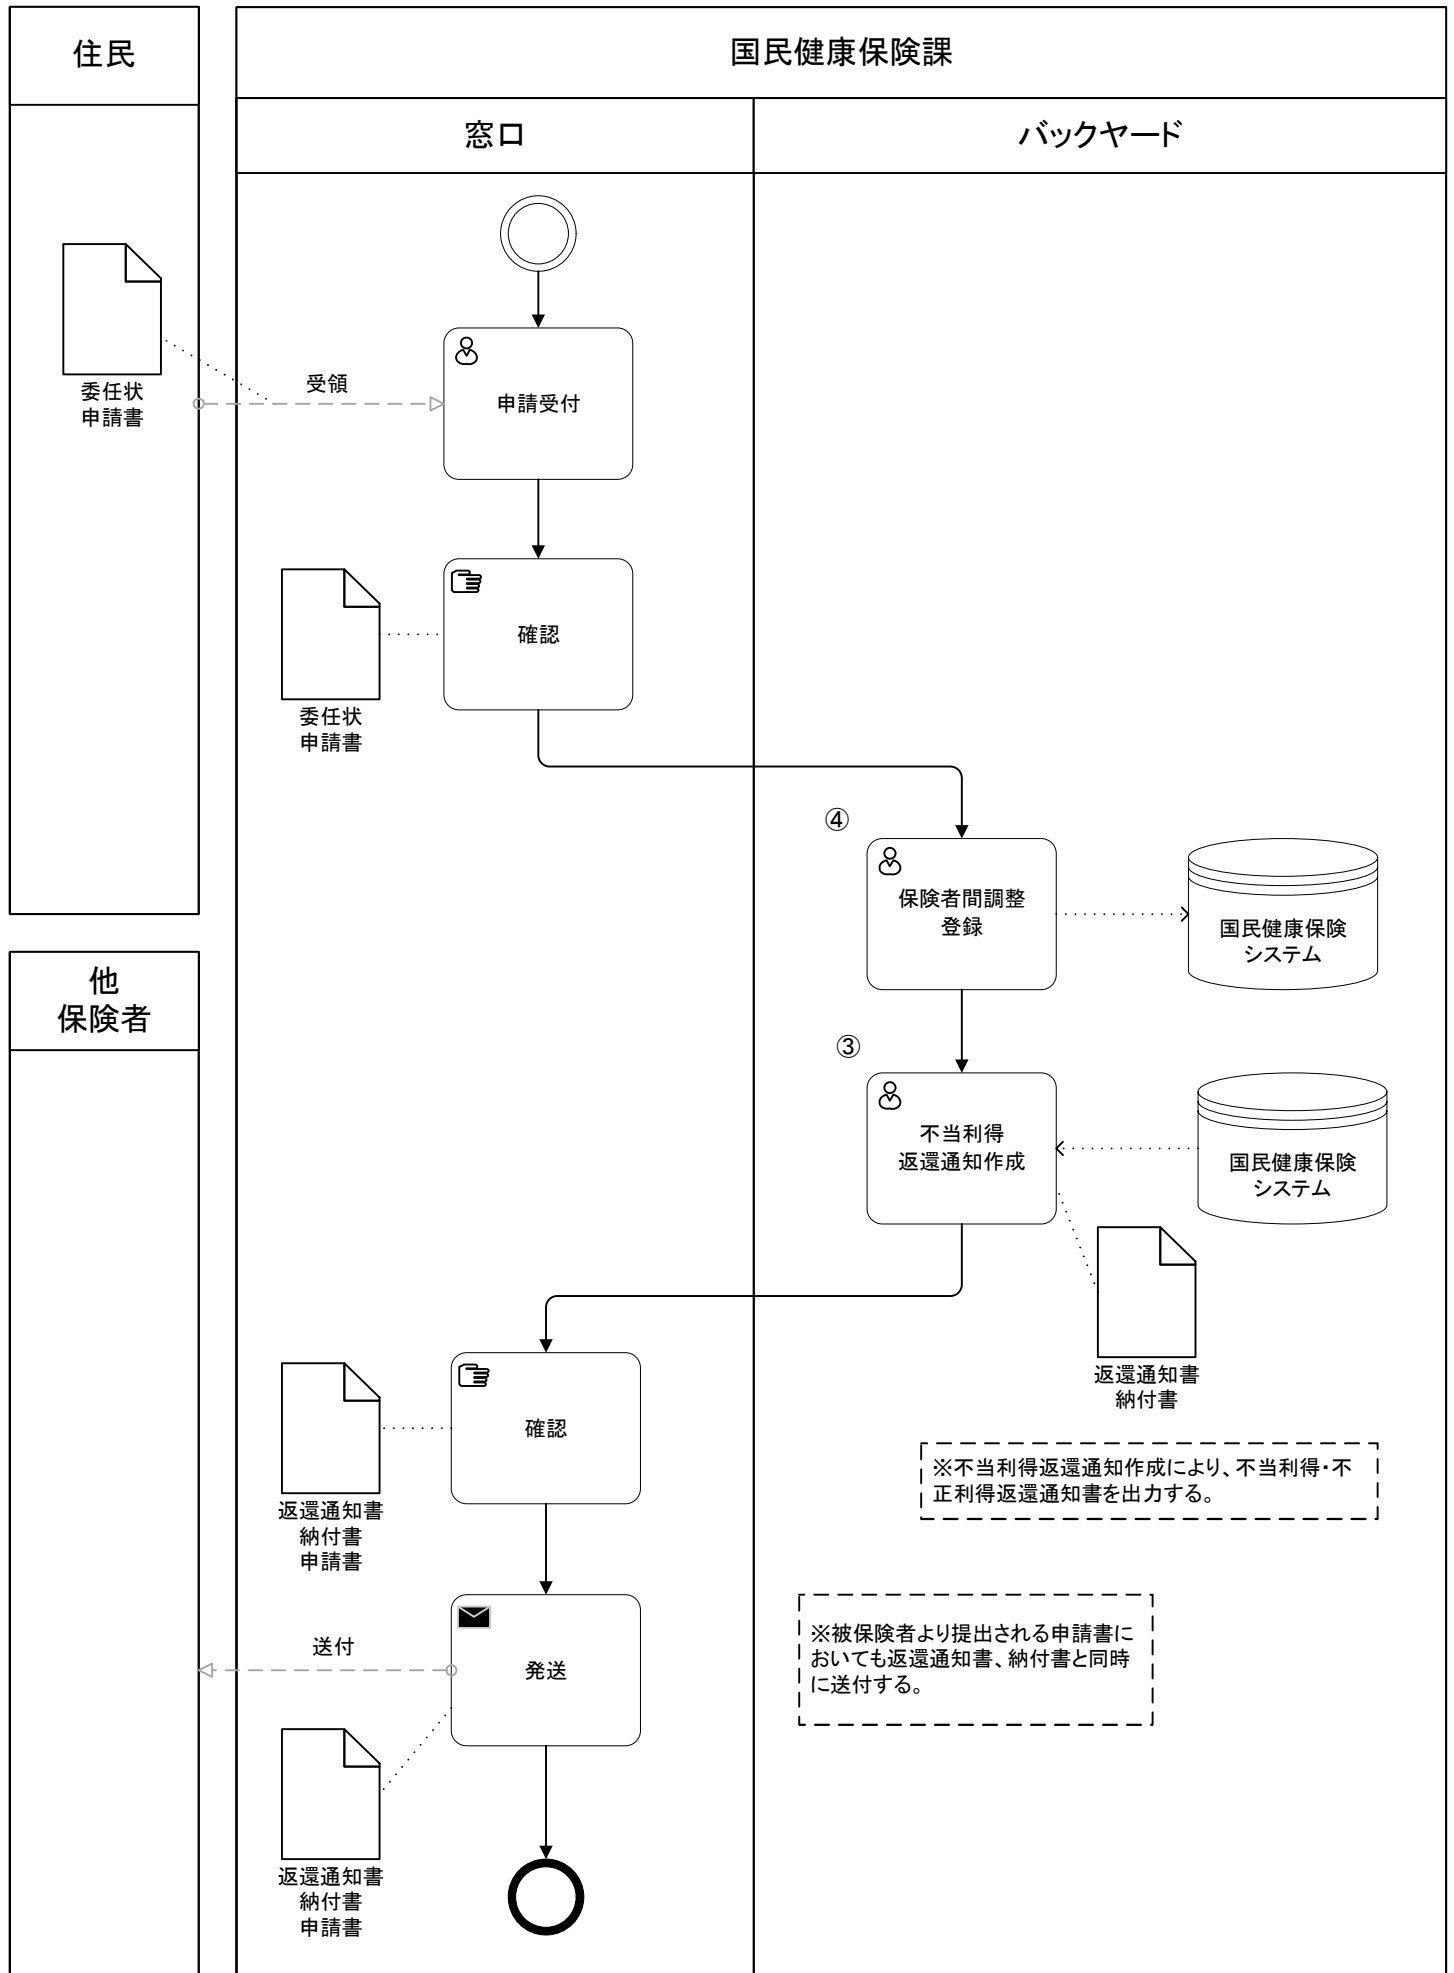 住民
国民健康保険課
窓口
バックヤード
委任状
申請書
受領
申請受付
確認
委任状
申請書
④
保険者間調整
登録
国民健康保険
システム
他
保険者
③
不当利得
返還通知作成
国民健康保険
システム
返還通知書
納付書
確認
返還通知書
納付書
申請書
※不当利得返還通知作成により、不当利得・不
正利得返還通知書を出力する。
送付
発送
※被保険者より提出される申請書に
おいても返還通知書、納付書と同時
に送付する。
返還通知書
納付書
申請書